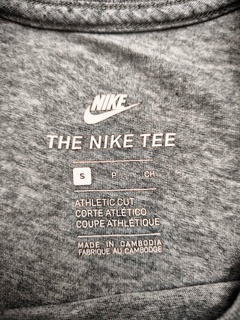 NIKE
THE NIKE TEE
S P CH
ATHLETIC CUT
CORTE ATLÉTICO
COUPE ATHLÉTIQUE
MADE IN CAMBODIA
FABRIQUÉ AU CAMBODGE